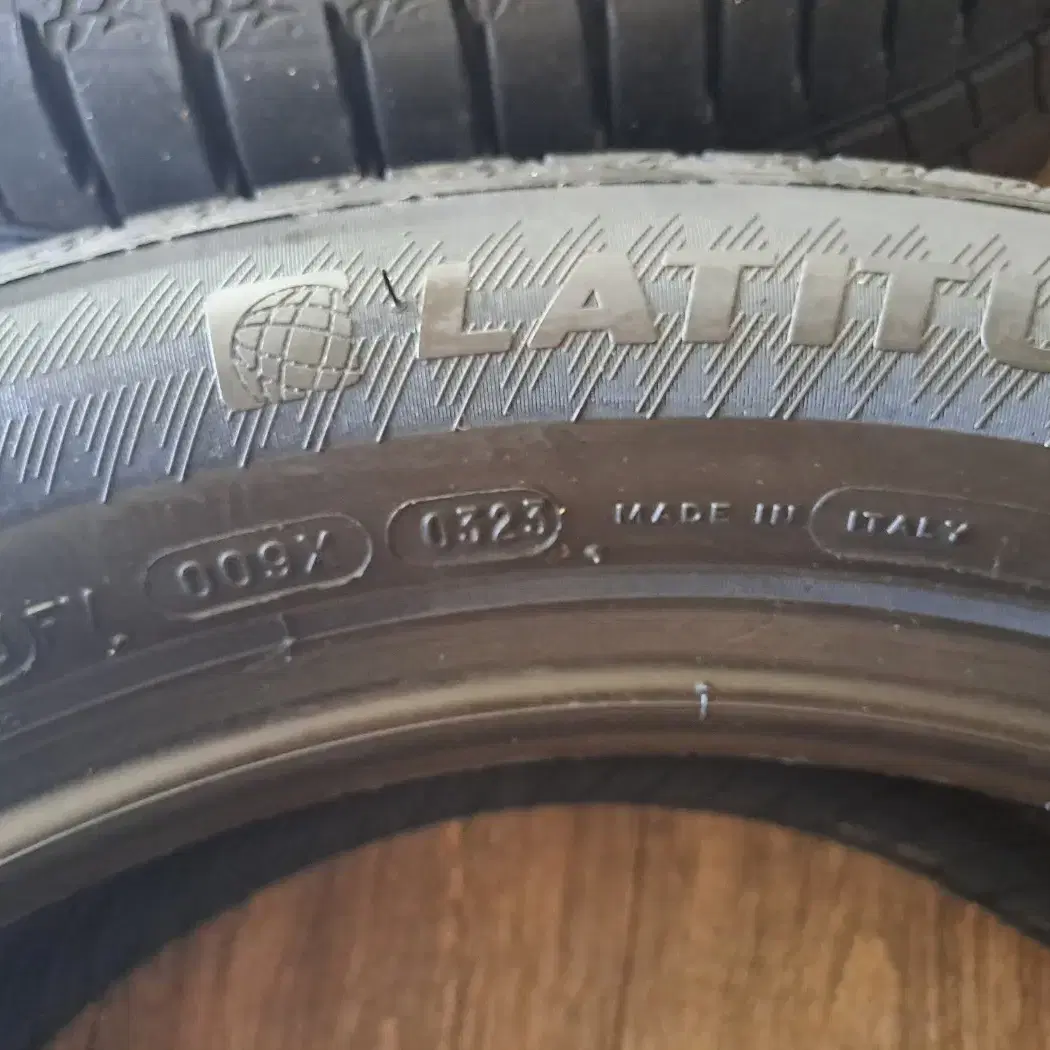 LATITU
009X 0323 MADE IN ITALY